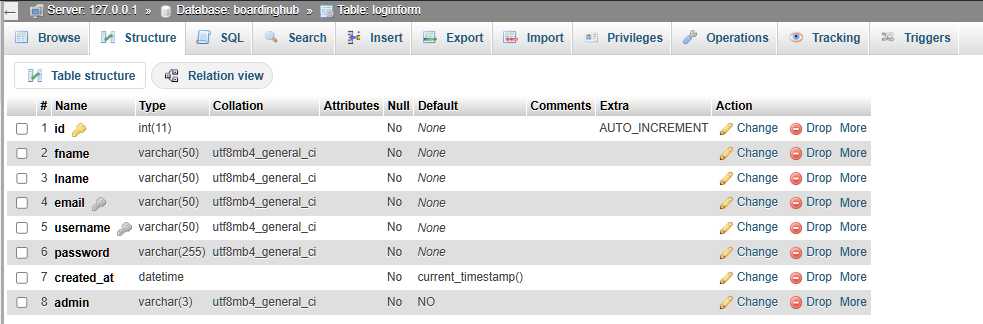 Server: 127.0.0.1 » Database: boardinghub » Table: loginform
Browse Structure SQL Search Insert Export Import Privileges Operations Tracking Triggers
Table structure Relation view
# Name Type Collation Attributes Null Default Comments Extra Action
1 id int(11) No None AUTO_INCREMENT Change Drop More
2 fname varchar(50) utf8mb4_general_ci No None Change Drop More
3 lname varchar(50) utf8mb4_general_ci No None Change Drop More
4 email varchar(50) utf8mb4_general_ci No None Change Drop More
5 username varchar(50) utf8mb4_general_ci No None Change Drop More
6 password varchar(255) utf8mb4_general_ci No None Change Drop More
7 created_at datetime No current_timestamp() Change Drop More
8 admin varchar(3) utf8mb4_general_ci No NO Change Drop More